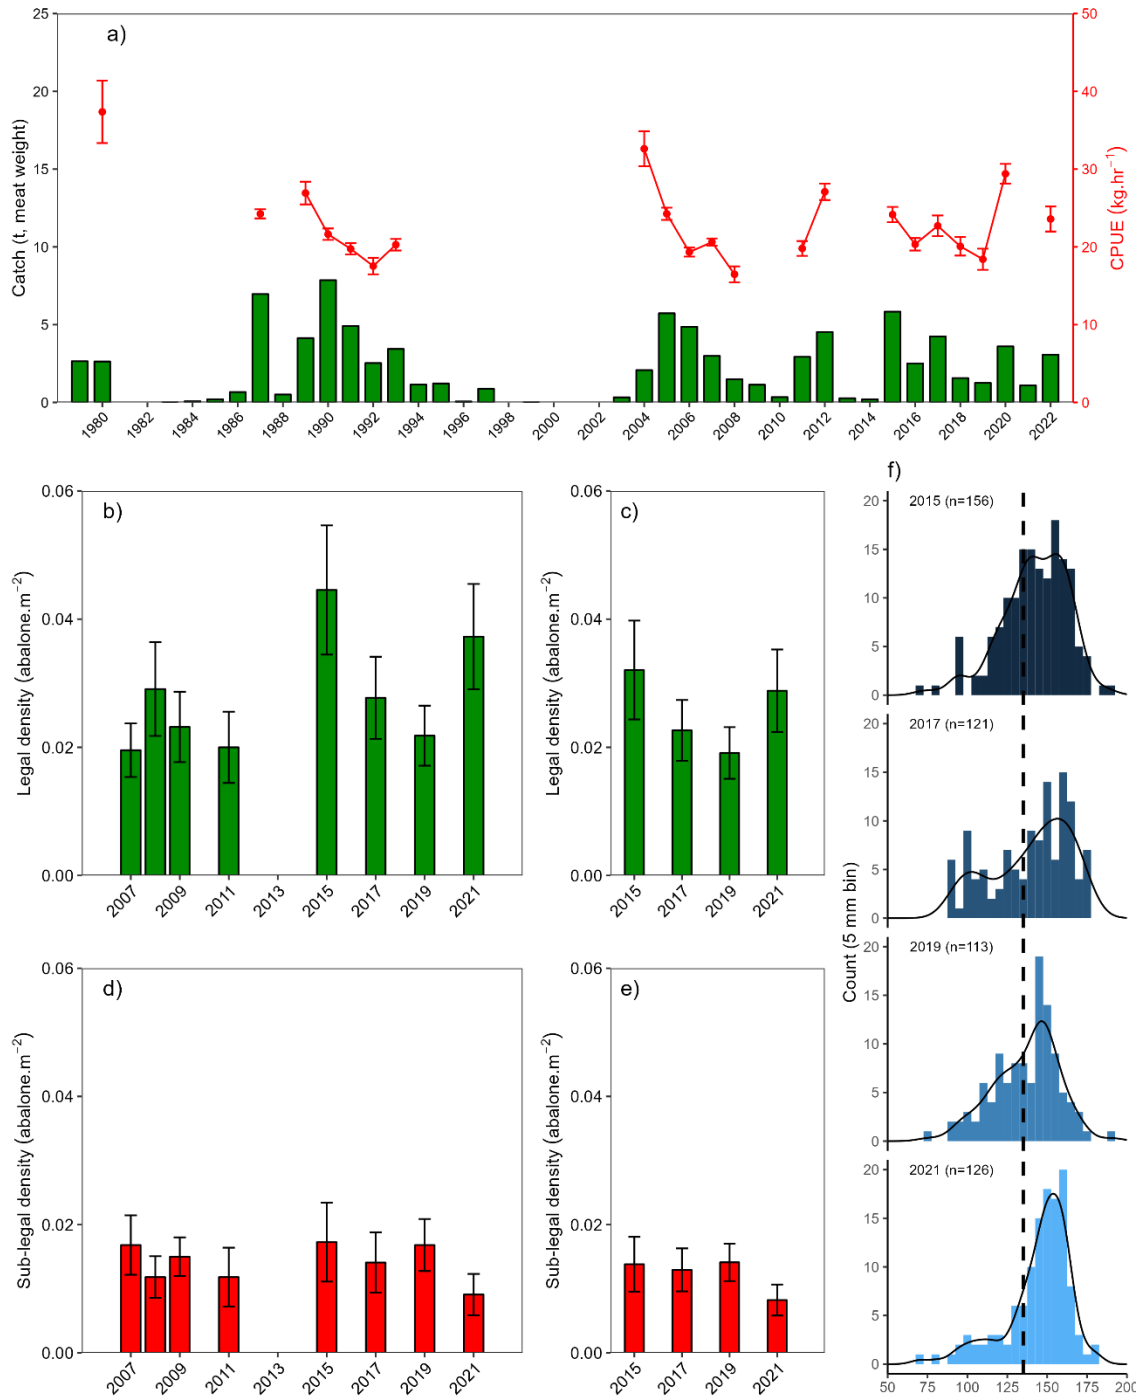 a)
Catch (t, meat weight)
25
20
15
10
5
0
CPUE (kg.hr⁻¹)
50
40
30
20
10
0
1980 1982 1984 1986 1988 1990 1992 1994 1996 1998 2000 2002 2004 2006 2008 2010 2012 2014 2016 2018 2020 2022
b)
Legal density (abalone.m⁻²)
0.06
0.04
0.02
0.00
2007 2009 2011 2013 2015 2017 2019 2021
c)
Legal density (abalone.m⁻²)
0.06
0.04
0.02
0.00
2015 2017 2019 2021
d)
Sub-legal density (abalone.m⁻²)
0.06
0.04
0.02
0.00
2007 2009 2011 2013 2015 2017 2019 2021
e)
Sub-legal density (abalone.m⁻²)
0.06
0.04
0.02
0.00
2015 2017 2019 2021
f)
Count (5 mm bin)
2015 (n=156)
20
15
10
5
0
2017 (n=121)
20
15
10
5
0
2019 (n=113)
20
15
10
5
0
2021 (n=126)
20
15
10
5
0
50 75 100 125 150 175 200